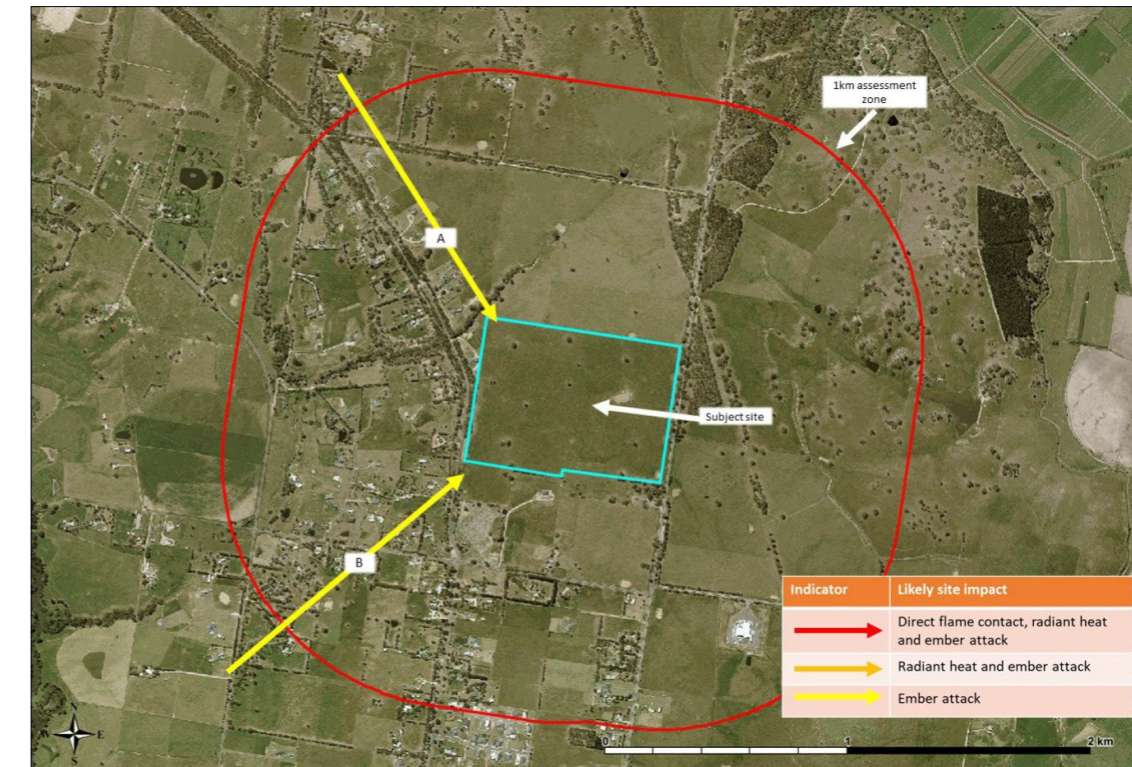 1km assessment
zone
A
Subject site
B
Indicator Likely site impact
Direct flame contact, radiant heat
and ember attack
Radiant heat and ember attack
Ember attack
N
W E
S
0 1 2 km